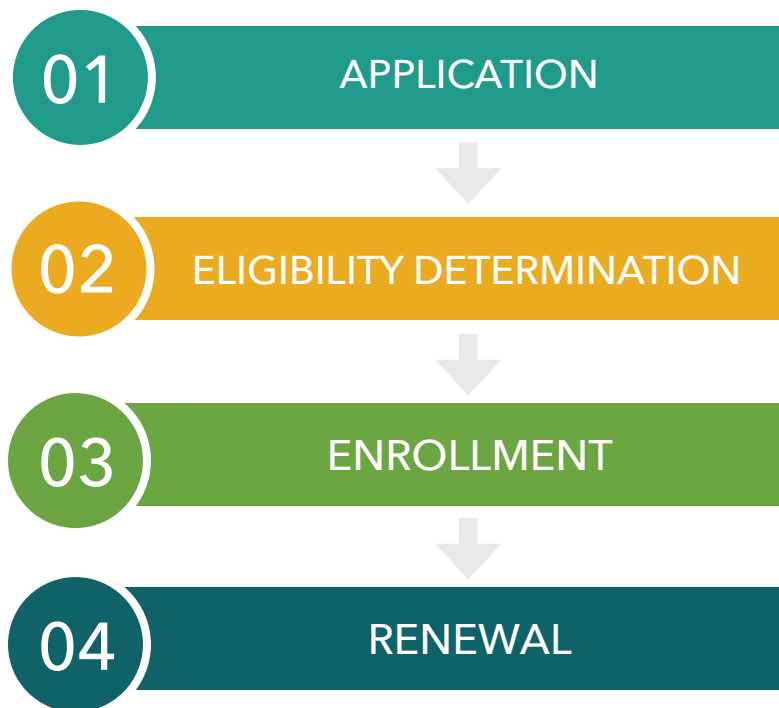 01
APPLICATION
02
ELIGIBILITY DETERMINATION
03
ENROLLMENT
04
RENEWAL